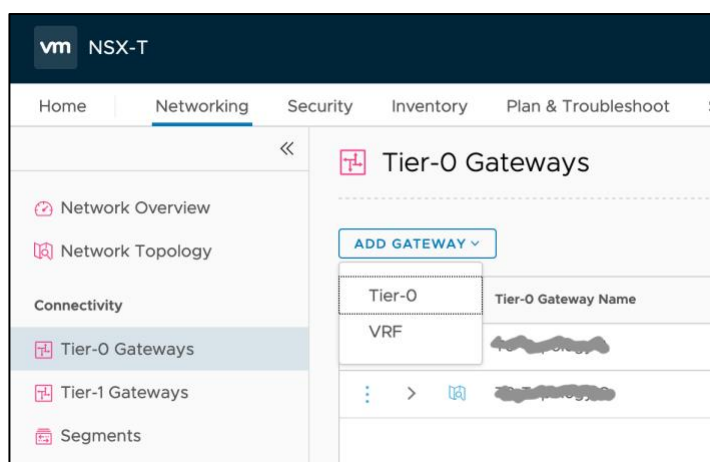 vm NSX-T
Home Networking Security Inventory Plan & Troubleshoot
Tier-0 Gateways
Network Overview
Network Topology
ADD GATEWAY
Connectivity
Tier-0
VRF
Tier-0 Gateway Name
Tier-0 Gateways
Tier-1 Gateways
Segments